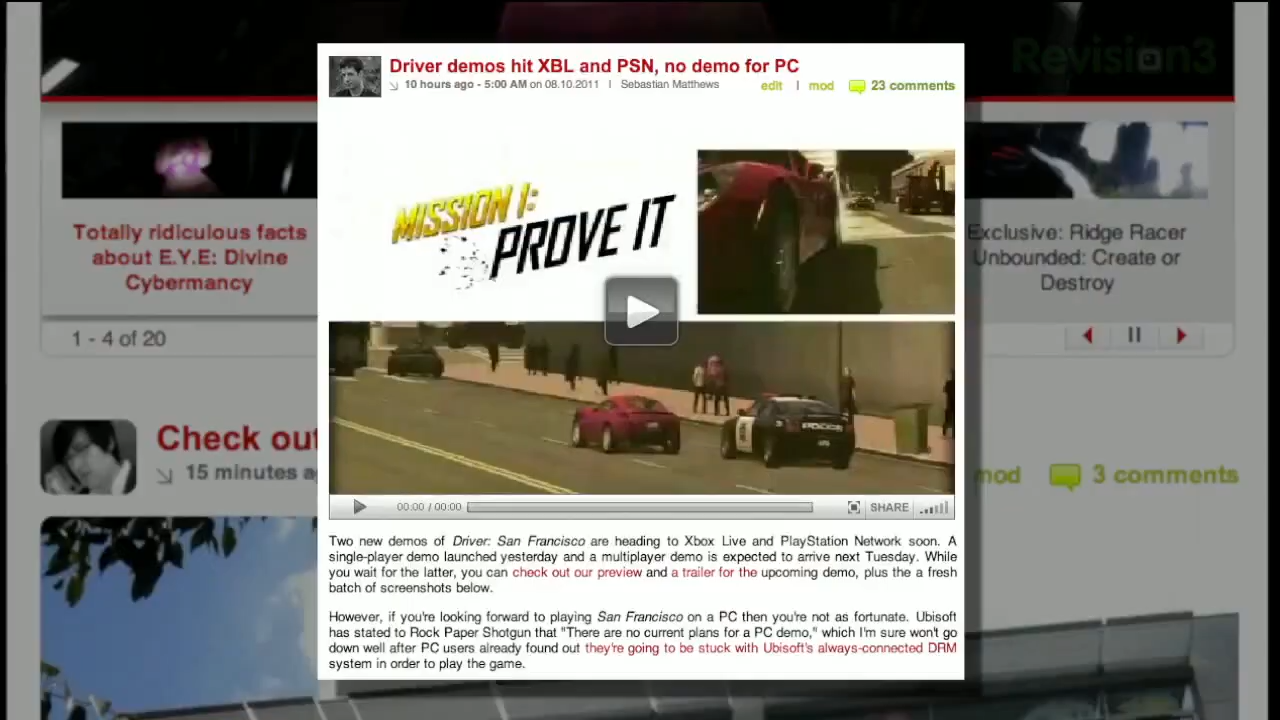 Revision3
Driver demos hit XBL and PSN, no demo for PC
10 hours ago - 5:00 AM on 08.10.2011 | Sebastian Matthews
edit | mod 23 comments
MISSION 1:
PROVE IT
POLICE
00:00 / 00:00
SHARE
Two new demos of Driver: San Francisco are heading to Xbox Live and PlayStation Network soon. A
single-player demo launched yesterday and a multiplayer demo is expected to arrive next Tuesday. While
you wait for the latter, you can check out our preview and a trailer for the upcoming demo, plus the a fresh
batch of screenshots below.
However, if you're looking forward to playing San Francisco on a PC then you're not as fortunate. Ubisoft
has stated to Rock Paper Shotgun that "There are no current plans for a PC demo," which I'm sure won't go
down well after PC users already found out they're going to be stuck with Ubisoft's always-connected DRM
system in order to play the game.
Totally ridiculous facts
about E.Y.E: Divine
Cybermancy
1 - 4 of 20
Exclusive: Ridge Racer
Unbounded: Create or
Destroy
Check out
15 minutes a
mod 3 comments